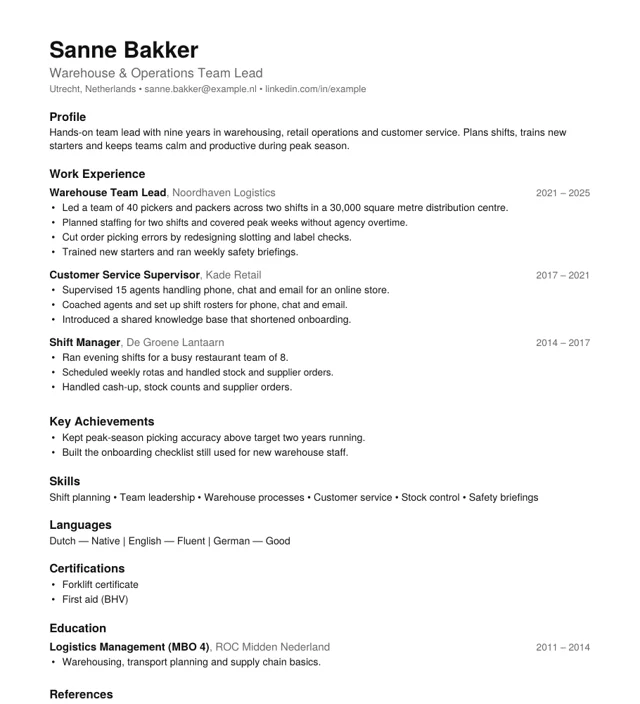 Sanne Bakker
Warehouse & Operations Team Lead
Utrecht, Netherlands • sanne.bakker@example.nl • linkedin.com/in/example
Profile
Hands-on team lead with nine years in warehousing, retail operations and customer service. Plans shifts, trains new
starters and keeps teams calm and productive during peak season.
Work Experience
Warehouse Team Lead, Noordhaven Logistics 2021 – 2025
• Led a team of 40 pickers and packers across two shifts in a 30,000 square metre distribution centre.
• Planned staffing for two shifts and covered peak weeks without agency overtime.
• Cut order picking errors by redesigning slotting and label checks.
• Trained new starters and ran weekly safety briefings.
Customer Service Supervisor, Kade Retail 2017 – 2021
• Supervised 15 agents handling phone, chat and email for an online store.
• Coached agents and set up shift rosters for phone, chat and email.
• Introduced a shared knowledge base that shortened onboarding.
Shift Manager, De Groene Lantaarn 2014 – 2017
• Ran evening shifts for a busy restaurant team of 8.
• Scheduled weekly rotas and handled stock and supplier orders.
• Handled cash-up, stock counts and supplier orders.
Key Achievements
• Kept peak-season picking accuracy above target two years running.
• Built the onboarding checklist still used for new warehouse staff.
Skills
Shift planning • Team leadership • Warehouse processes • Customer service • Stock control • Safety briefings
Languages
Dutch — Native | English — Fluent | German — Good
Certifications
• Forklift certificate
• First aid (BHV)
Education
Logistics Management (MBO 4), ROC Midden Nederland 2011 – 2014
• Warehousing, transport planning and supply chain basics.
References